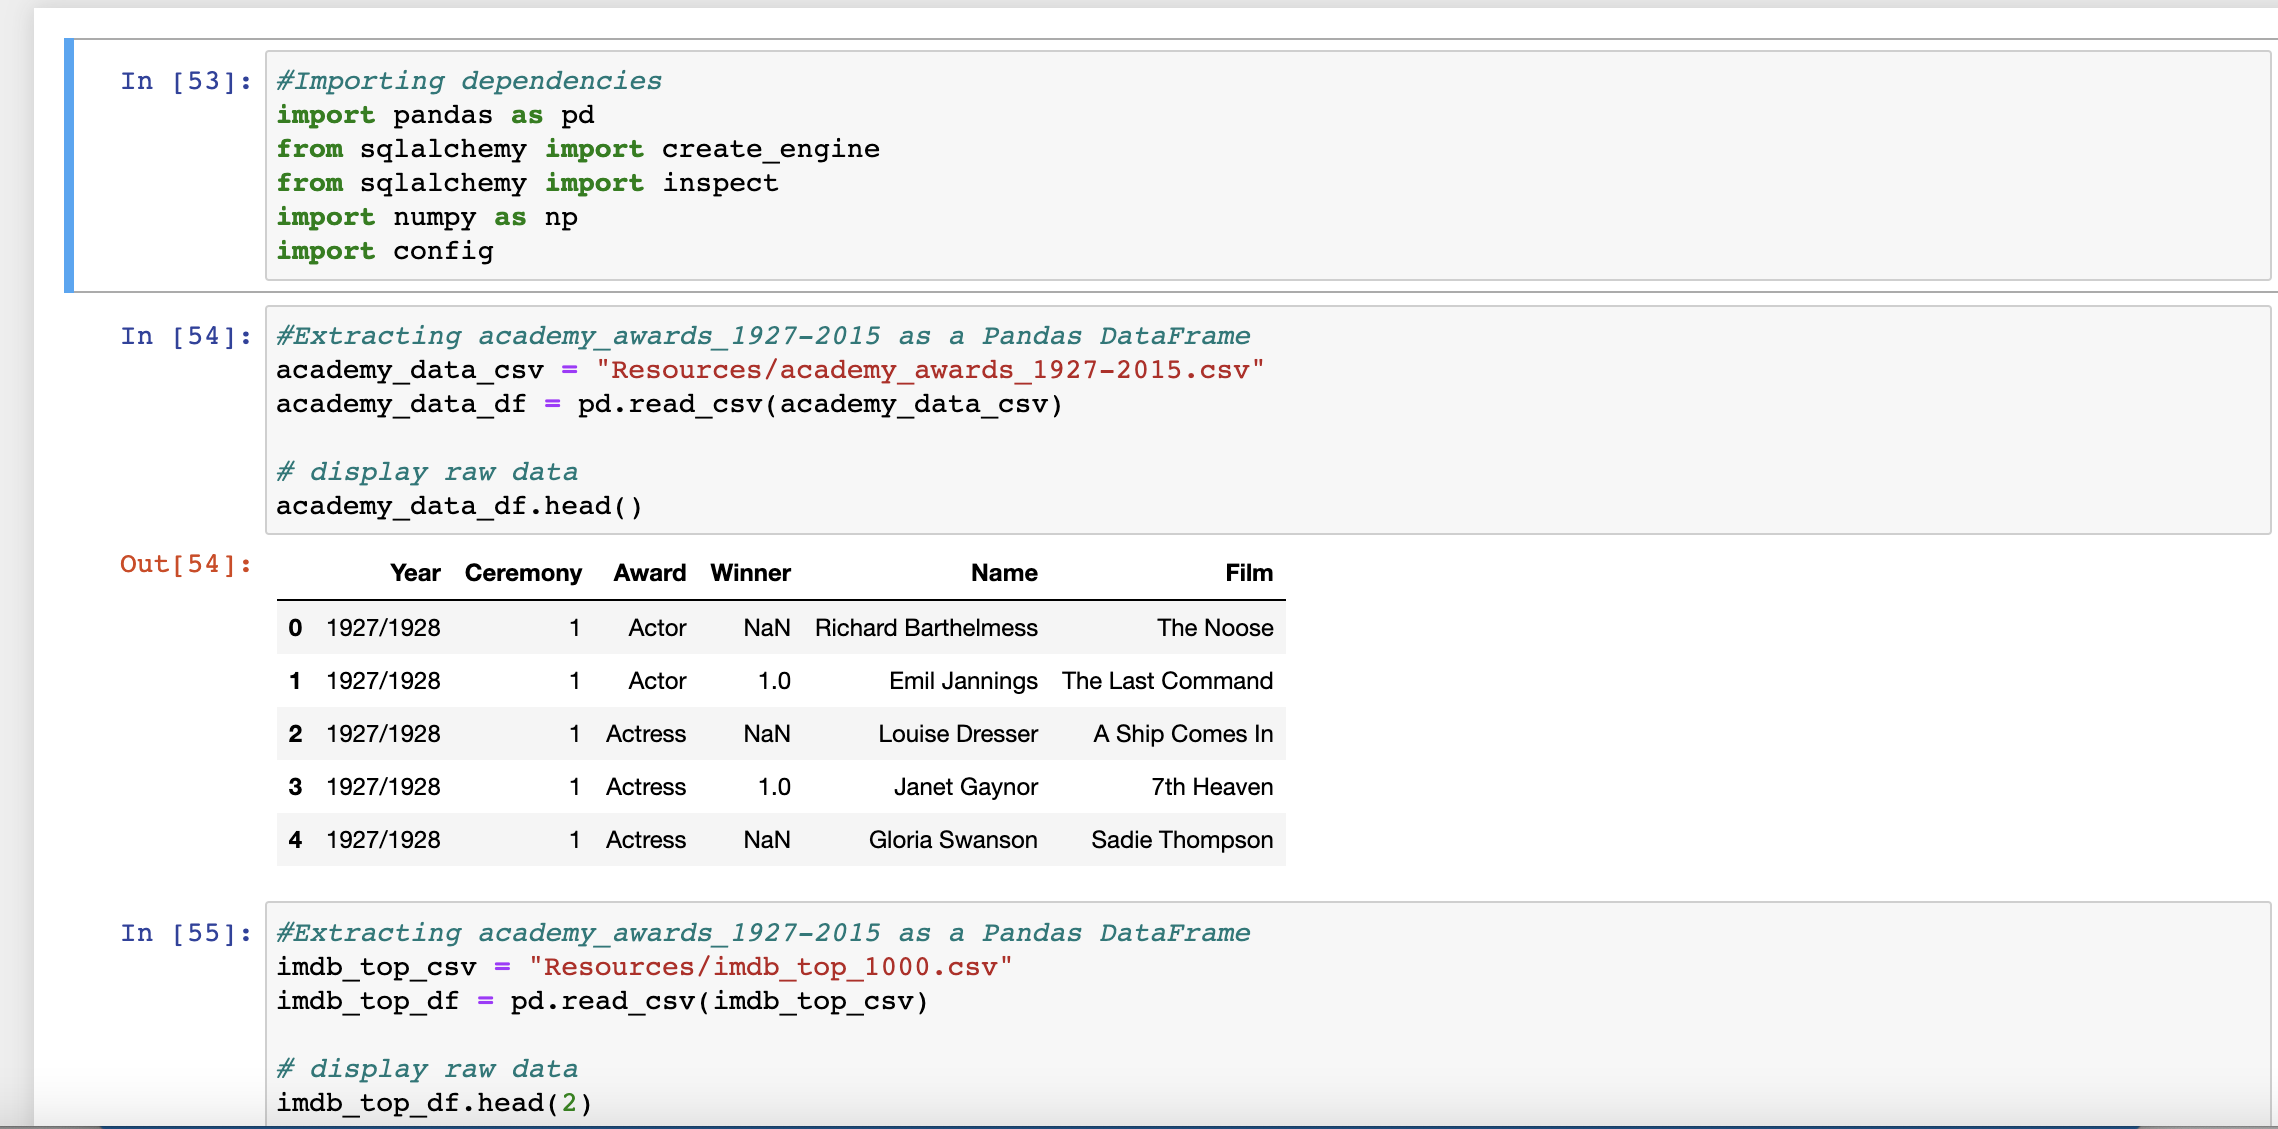 In [53]: #Importing dependencies
import pandas as pd
from sqlalchemy import create_engine
from sqlalchemy import inspect
import numpy as np
import config
In [54]: #Extracting academy_awards_1927-2015 as a Pandas DataFrame
academy_data_csv = "Resources/academy_awards_1927-2015.csv"
academy_data_df = pd.read_csv(academy_data_csv)
# display raw data
academy_data_df.head()
Out[54]:
Year Ceremony Award Winner Name Film
0 1927/1928 1 Actor NaN Richard Barthelmess The Noose
1 1927/1928 1 Actor 1.0 Emil Jannings The Last Command
2 1927/1928 1 Actress NaN Louise Dresser A Ship Comes In
3 1927/1928 1 Actress 1.0 Janet Gaynor 7th Heaven
4 1927/1928 1 Actress NaN Gloria Swanson Sadie Thompson
In [55]: #Extracting academy_awards_1927-2015 as a Pandas DataFrame
imdb_top_csv = "Resources/imdb_top_1000.csv"
imdb_top_df = pd.read_csv(imdb_top_csv)
# display raw data
imdb_top_df.head(2)